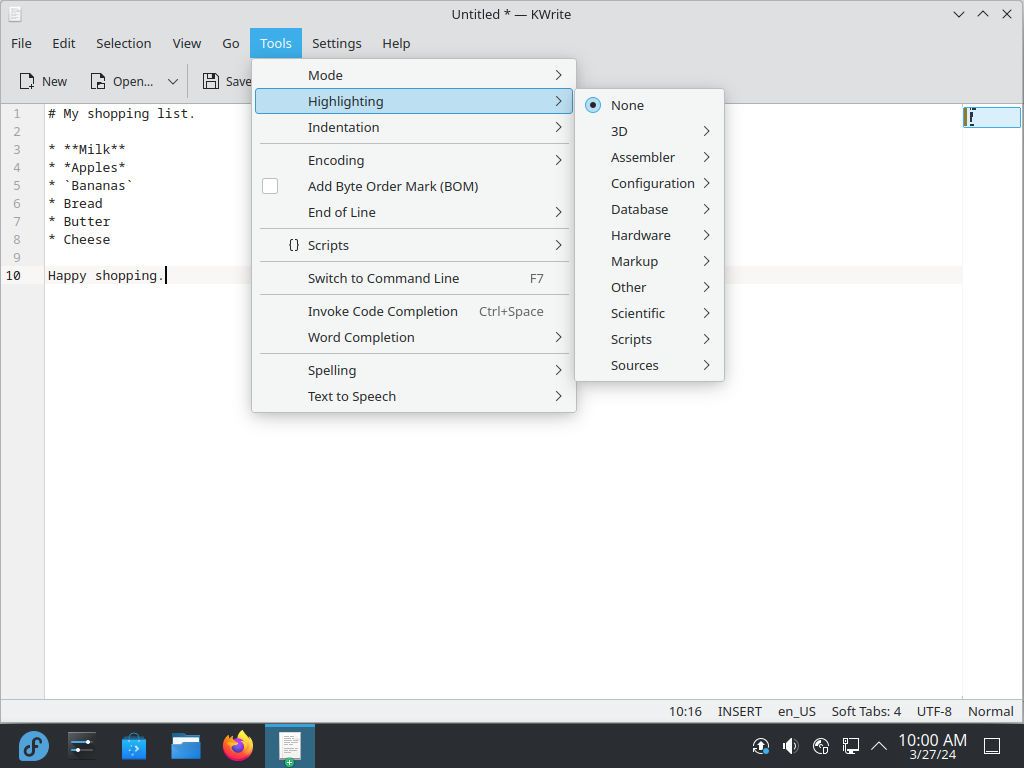 Untitled * — KWrite
File Edit Selection View Go Tools Settings Help
New Open... Save
Mode
Highlighting
Indentation
Encoding
Add Byte Order Mark (BOM)
End of Line
{} Scripts
Switch to Command Line F7
Invoke Code Completion Ctrl+Space
Word Completion
Spelling
Text to Speech
None
3D
Assembler
Configuration
Database
Hardware
Markup
Other
Scientific
Scripts
Sources
1 # My shopping list.
2
3 * **Milk**
4 * *Apples*
5 * `Bananas`
6 * Bread
7 * Butter
8 * Cheese
9
10 Happy shopping.
10:16 INSERT en_US Soft Tabs: 4 UTF-8 Normal
10:00 AM
3/27/24